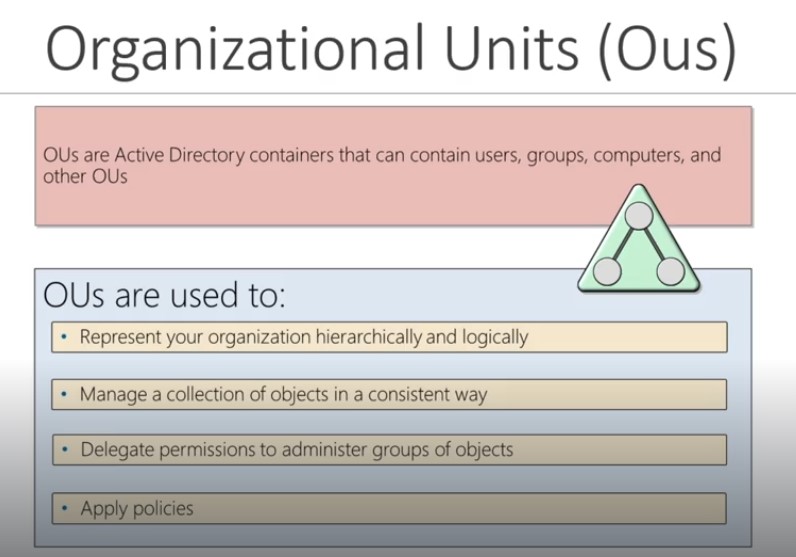 Organizational Units (Ous)
OUs are Active Directory containers that can contain users, groups, computers, and
other OUs
OUs are used to:
• Represent your organization hierarchically and logically
• Manage a collection of objects in a consistent way
• Delegate permissions to administer groups of objects
• Apply policies